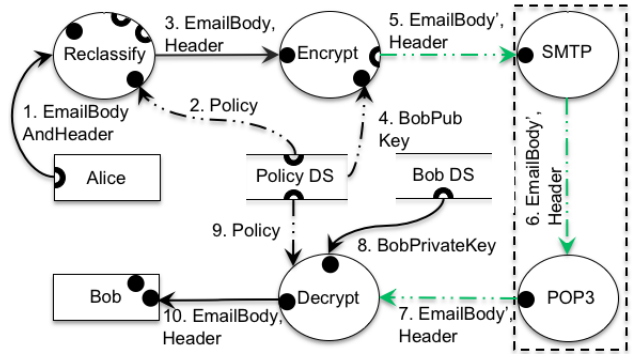 3. EmailBody,
Header
5. EmailBody',
Header
Reclassify
Encrypt
SMTP
1. EmailBody
AndHeader
2. Policy
4. BobPub
Key
Alice
Policy DS
Bob DS
6. EmailBody',
Header
9. Policy
8. BobPrivateKey
Bob
Decrypt
POP3
10. EmailBody,
Header
7. EmailBody',
Header